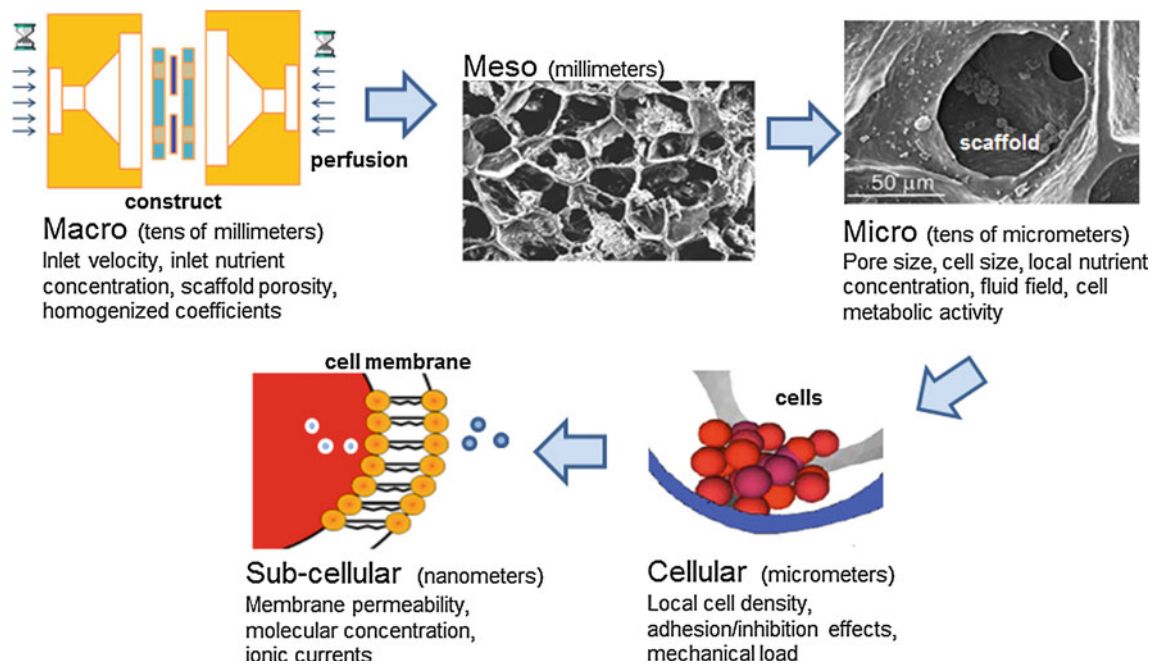 perfusion
construct
Macro (tens of millimeters)
Inlet velocity, inlet nutrient
concentration, scaffold porosity,
homogenized coefficients
Meso (millimeters)
scaffold
50 μm
Micro (tens of micrometers)
Pore size, cell size, local nutrient
concentration, fluid field, cell
metabolic activity
cell membrane
Sub-cellular (nanometers)
Membrane permeability,
molecular concentration,
ionic currents
cells
Cellular (micrometers)
Local cell density,
adhesion/inhibition effects,
mechanical load